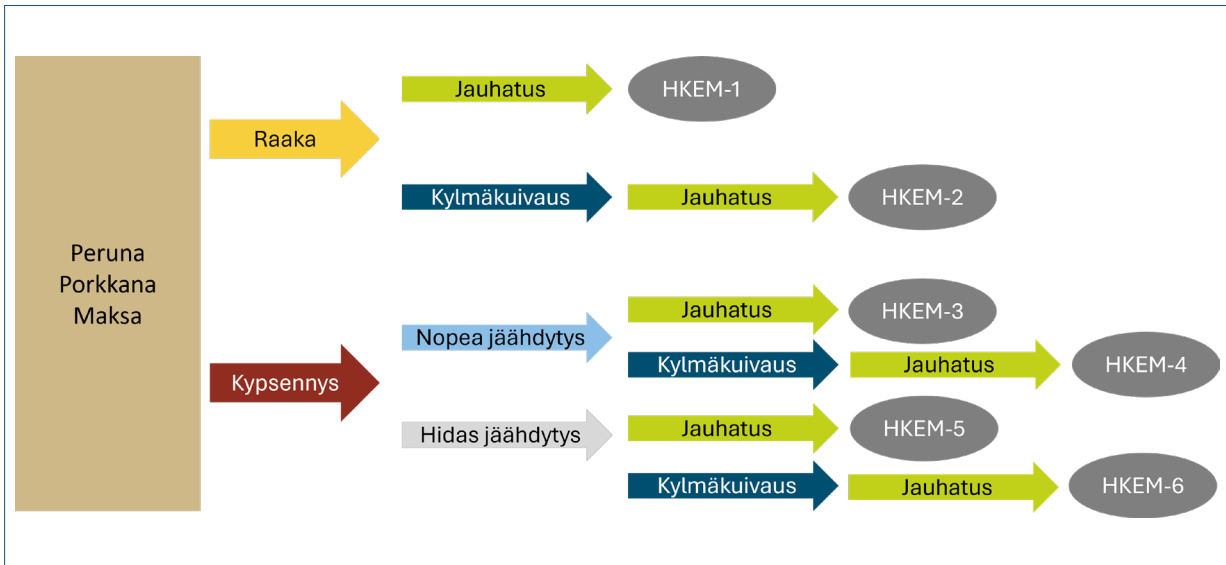 Peruna
Porkkana
Maksa
Raaka
Jauhatus
HKEM-1
Kylmäkuivaus
Jauhatus
HKEM-2
Kypsennys
Nopea jäähdytys
Jauhatus
HKEM-3
Kylmäkuivaus
Jauhatus
HKEM-4
Hidas jäähdytys
Jauhatus
HKEM-5
Kylmäkuivaus
Jauhatus
HKEM-6